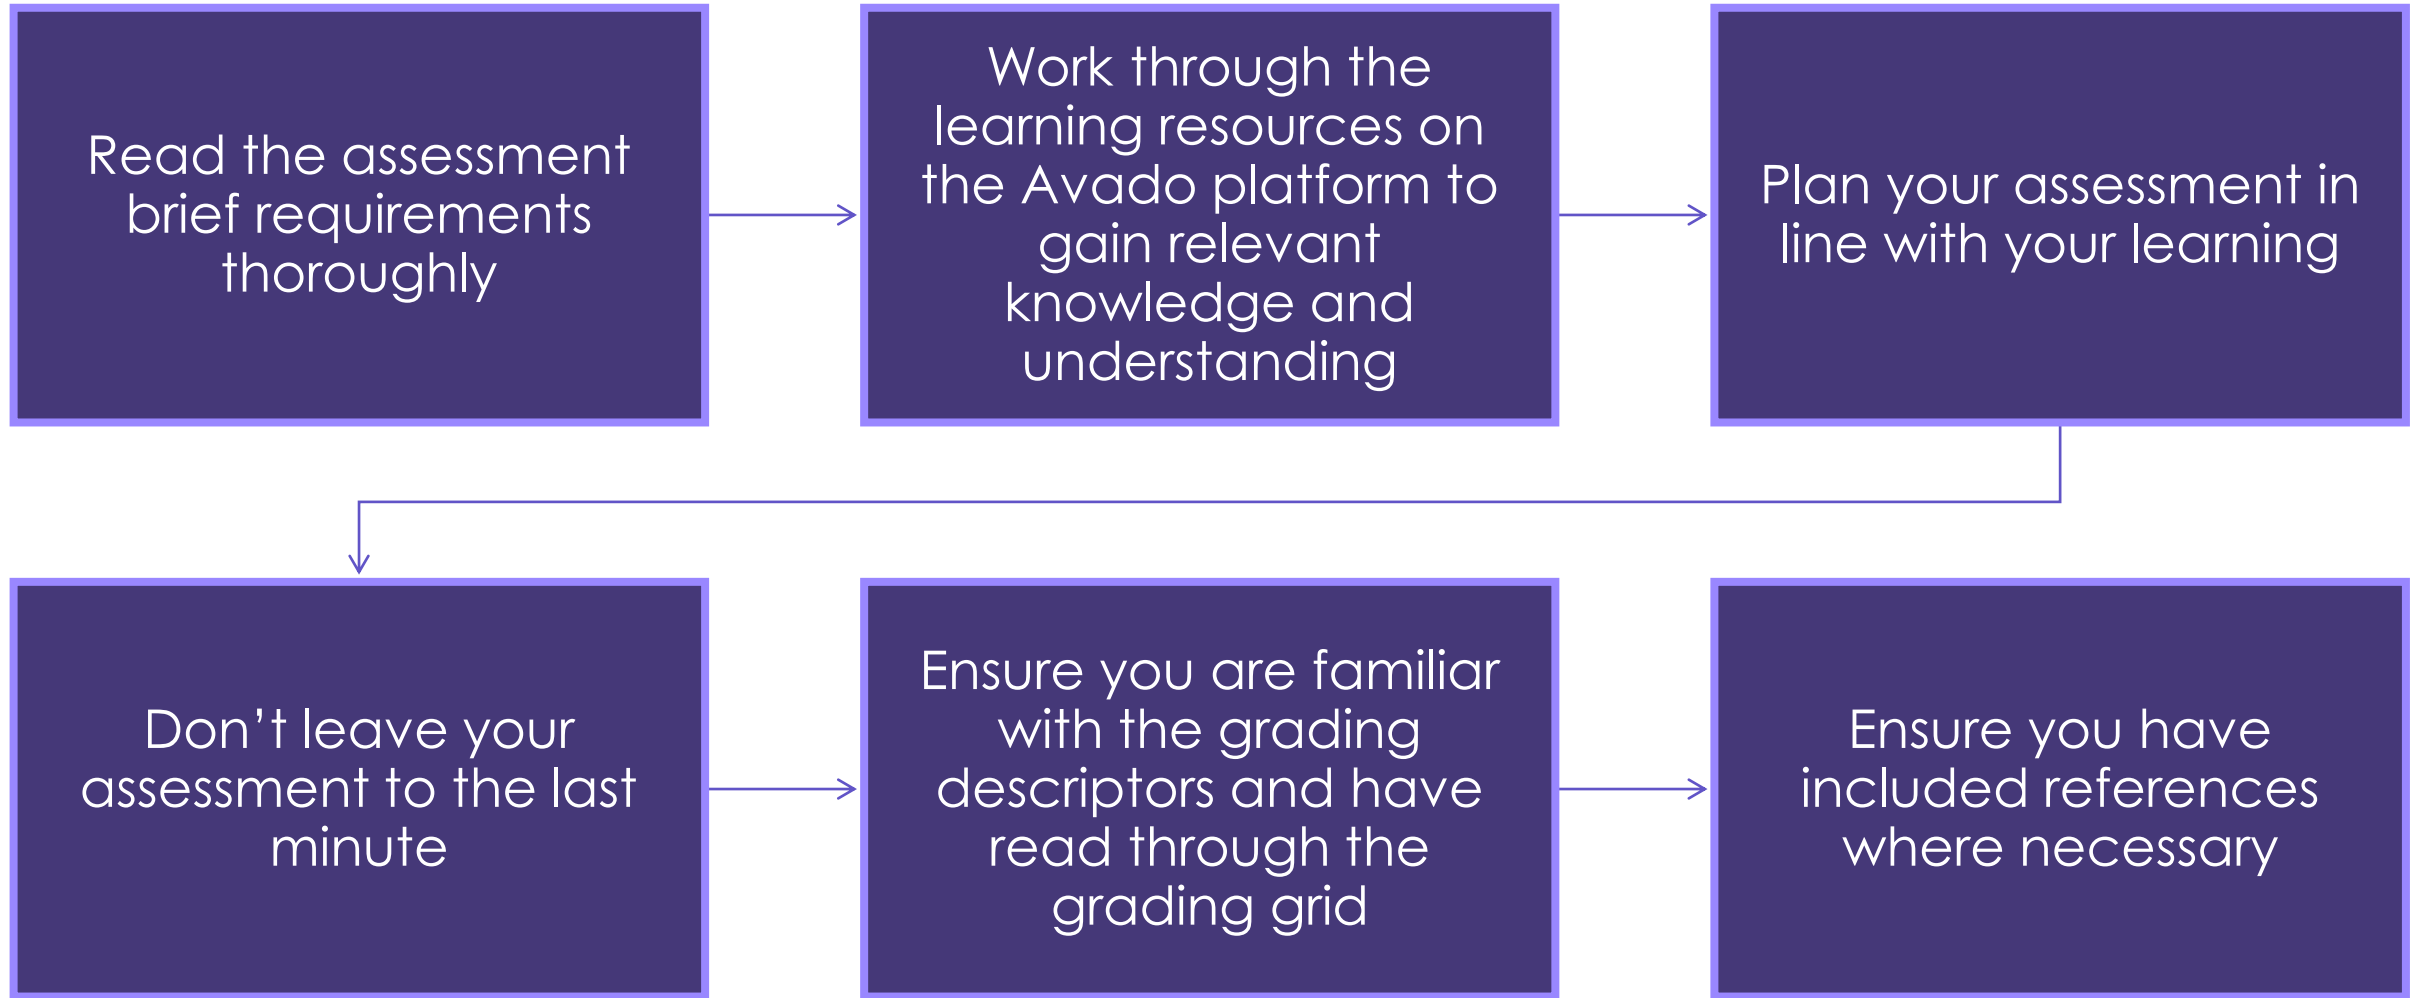 Read the assessment
brief requirements
thoroughly
Work through the
learning resources on
the Avado platform to
gain relevant
knowledge and
understanding
Plan your assessment in
line with your learning
Don’t leave your
assessment to the last
minute
Ensure you are familiar
with the grading
descriptors and have
read through the
grading grid
Ensure you have
included references
where necessary